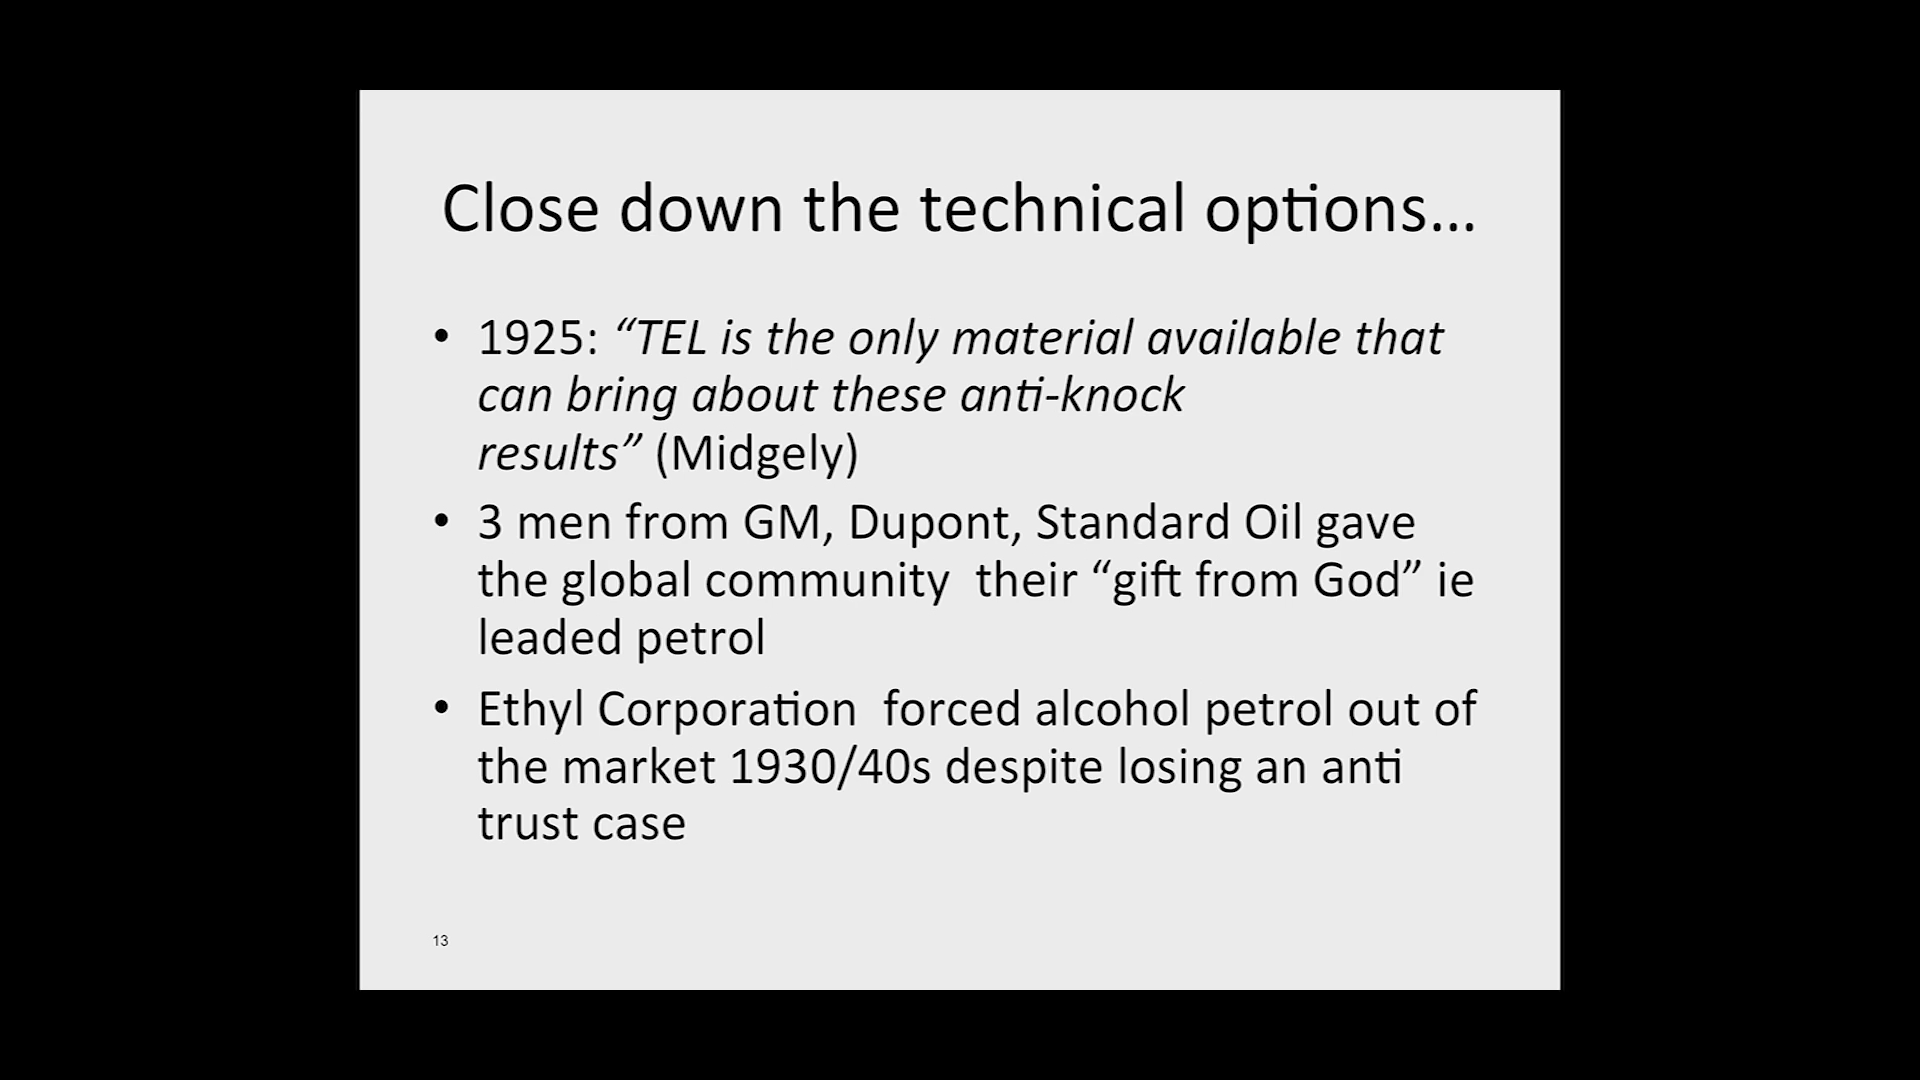 Close down the technical options...
• 1925: “TEL is the only material available that
can bring about these anti-knock
results” (Midgely)
• 3 men from GM, Dupont, Standard Oil gave
the global community  their “gift from God” ie
leaded petrol
• Ethyl Corporation  forced alcohol petrol out of
the market 1930/40s despite losing an anti
trust case
13